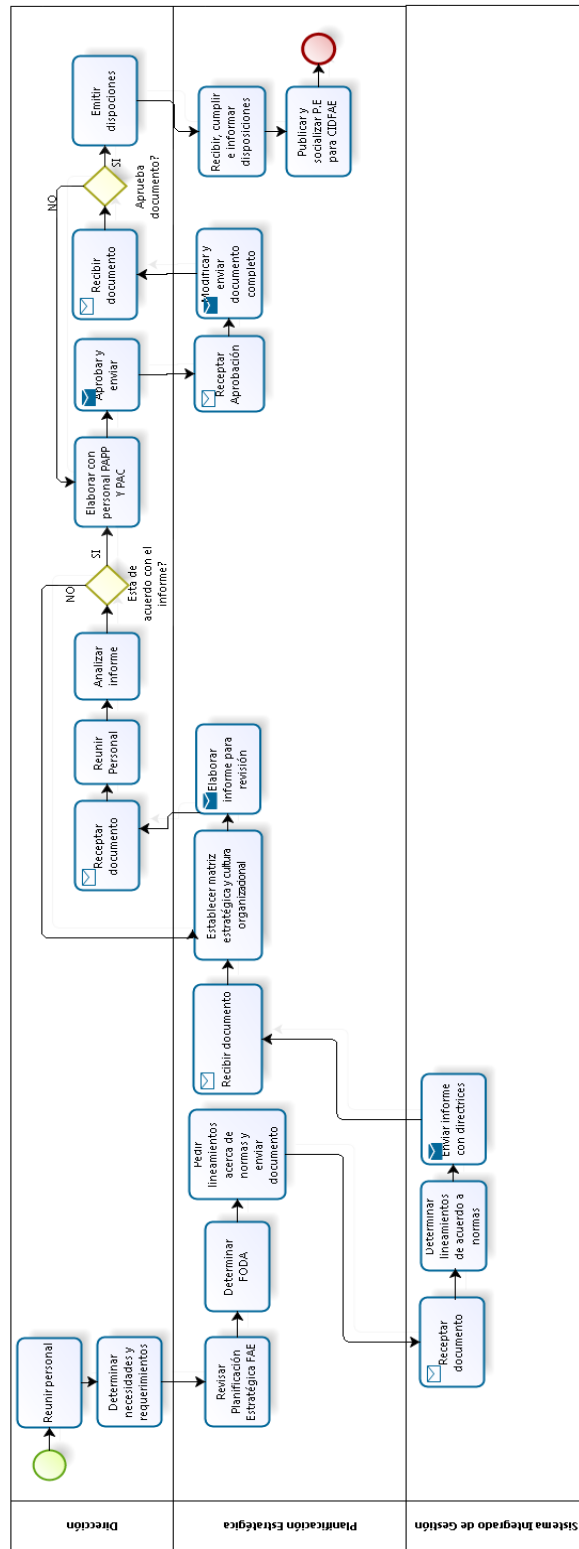 Dirección
Reunir personal
Determinar
necesidades y
requerimientos
Receptar
documento
Reunir
Personal
Analizar
informe
Esta de
acuerdo con el
informe?
NO
SI
Elaborar con
personal PAPP
Y PAC
Aprobar y
enviar
Recibir
documento
Aprueba
documento?
NO
SI
Emitir
dispociones
Planificación Estratégica
Revisar
Planificación
Estratégica FAE
Determinar
FODA
Pedir
lineamientos
acerca de
normas y
enviar
documento
Recibir documento
Establecer matriz
estratégica y cultura
organizacional
Elaborar
informe para
revisión
Receptar
Aprobación
Modificar y
enviar
documento
completo
Recibir, cumplir
e informar
disposiciones
Publicar y
socializar P.E
para CIDFAE
Sistema Integrado de Gestión
Receptar
documento
Determinar
lineamientos
de acuerdo a
normas
Enviar informe
con directrices